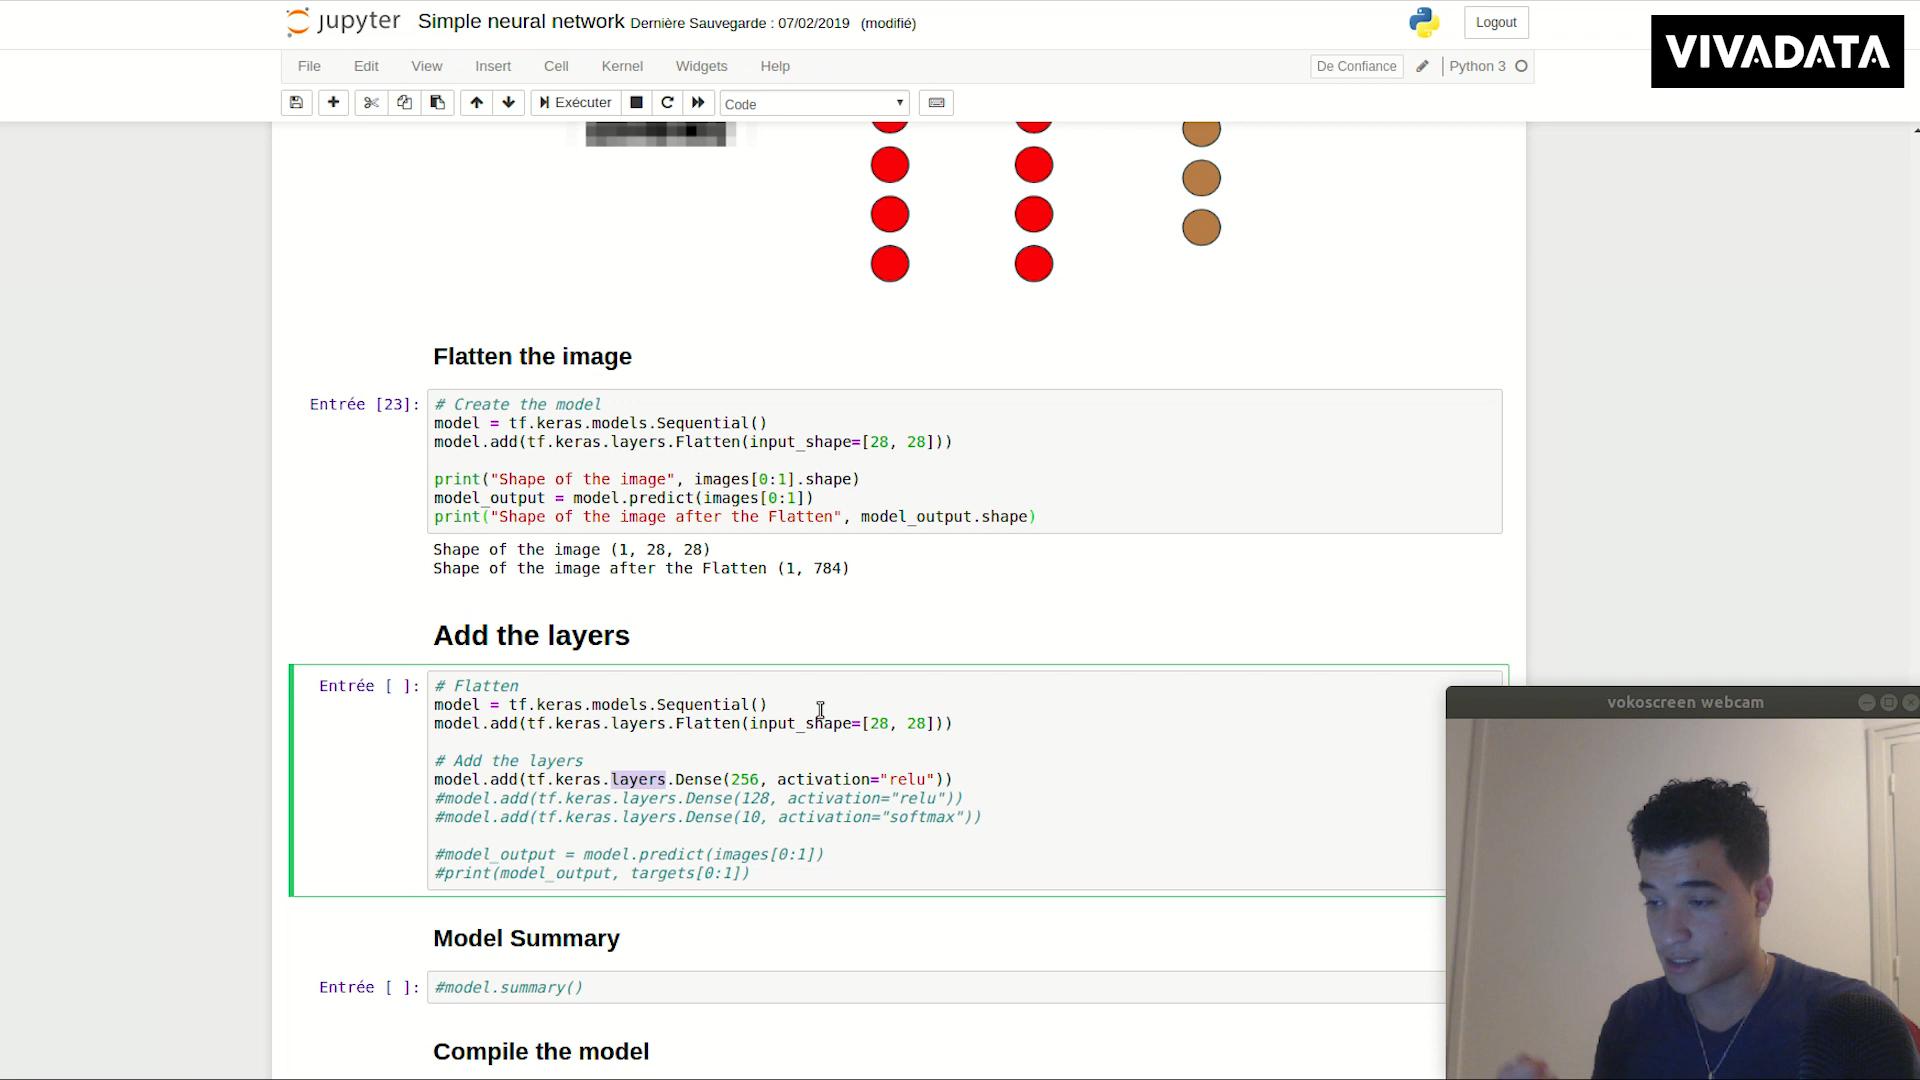 jupyter Simple neural network Dernière Sauvegarde : 07/02/2019 (modifié)
Logout
VIVADATA
File Edit View Insert Cell Kernel Widgets Help
De Confiance
Python 3
Exécuter
Code
Flatten the image
Entrée [23]:
# Create the model
model = tf.keras.models.Sequential()
model.add(tf.keras.layers.Flatten(input_shape=[28, 28]))
print("Shape of the image", images[0:1].shape)
model_output = model.predict(images[0:1])
print("Shape of the image after the Flatten", model_output.shape)
Shape of the image (1, 28, 28)
Shape of the image after the Flatten (1, 784)
Add the layers
Entrée [ ]:
# Flatten
model = tf.keras.models.Sequential()
model.add(tf.keras.layers.Flatten(input_shape=[28, 28]))
# Add the layers
model.add(tf.keras.layers.Dense(256, activation="relu"))
#model.add(tf.keras.layers.Dense(128, activation="relu"))
#model.add(tf.keras.layers.Dense(10, activation="softmax"))
#model_output = model.predict(images[0:1])
#print(model_output, targets[0:1])
vokoscreen webcam
Model Summary
Entrée [ ]:
#model.summary()
Compile the model